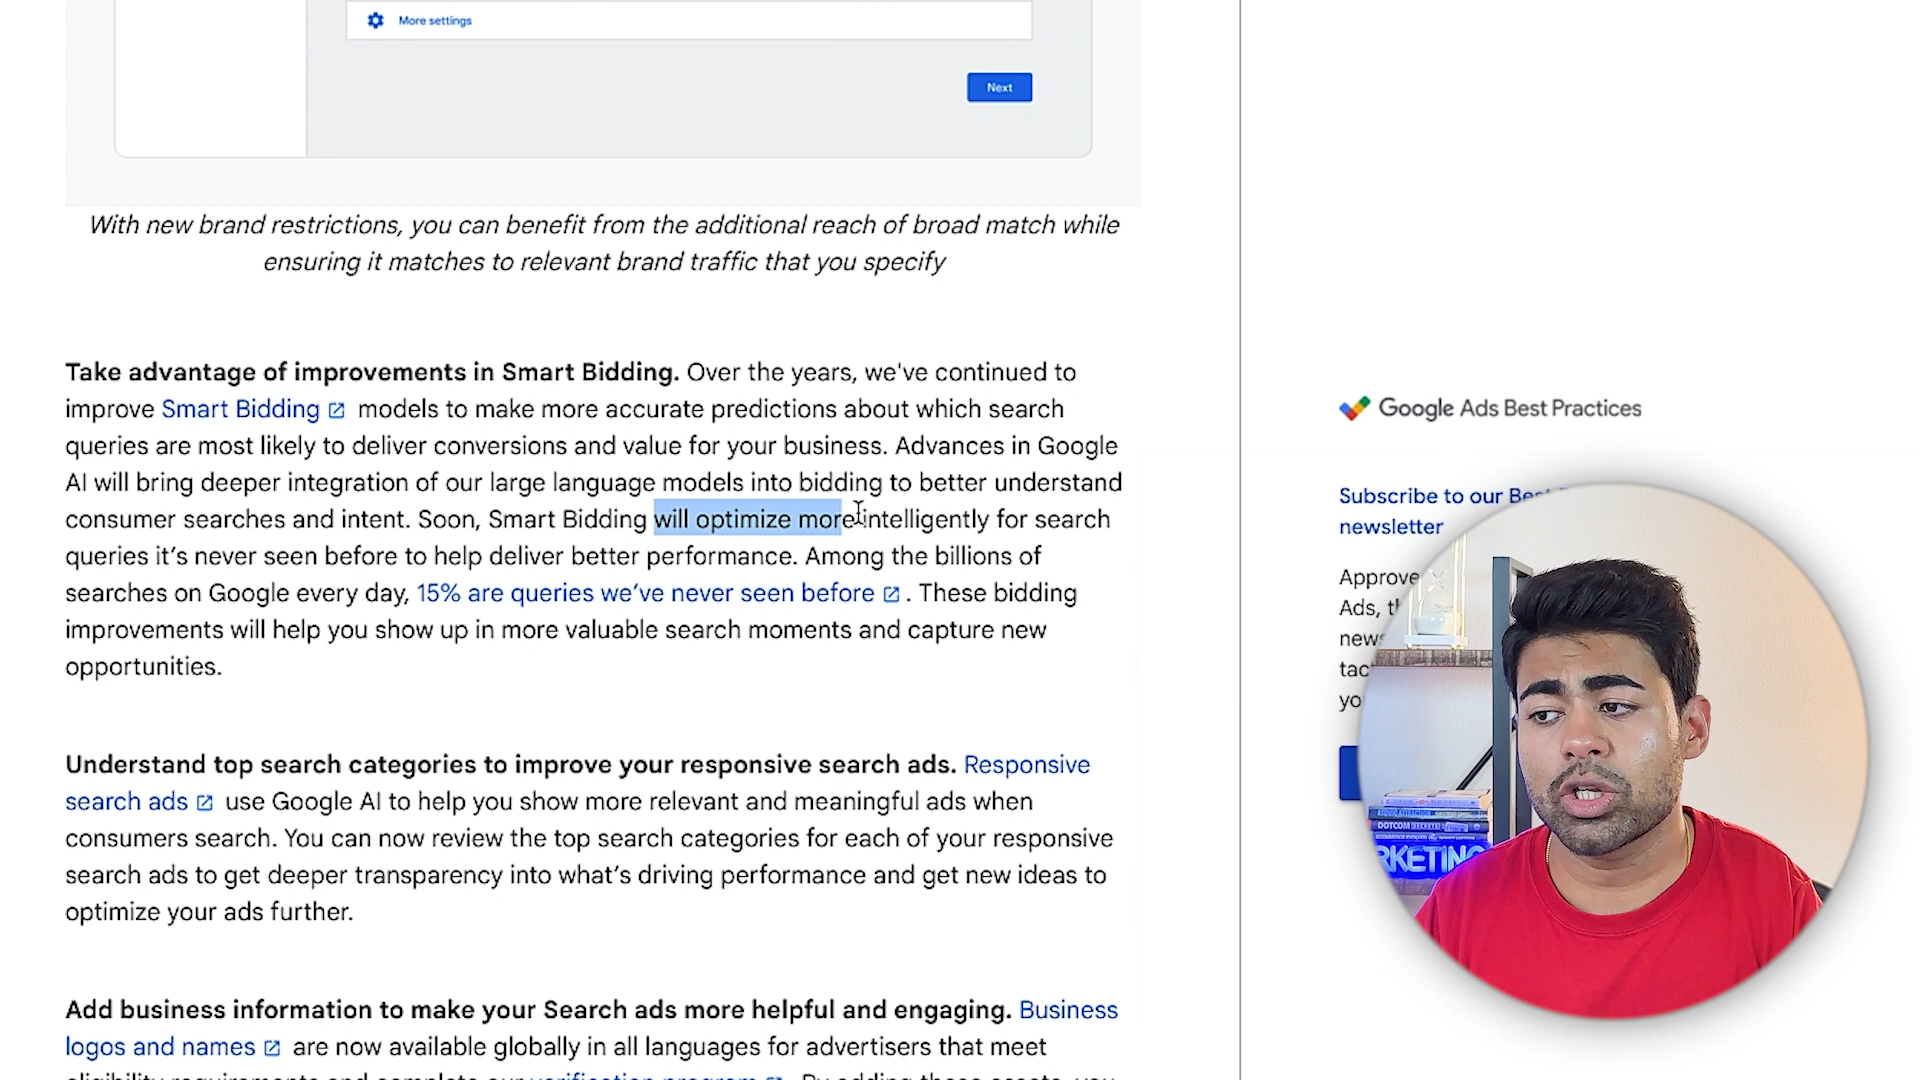 More settings
Next
With new brand restrictions, you can benefit from the additional reach of broad match while
ensuring it matches to relevant brand traffic that you specify
Take advantage of improvements in Smart Bidding. Over the years, we've continued to
improve Smart Bidding models to make more accurate predictions about which search
queries are most likely to deliver conversions and value for your business. Advances in Google
AI will bring deeper integration of our large language models into bidding to better understand
consumer searches and intent. Soon, Smart Bidding will optimize more intelligently for search
queries it’s never seen before to help deliver better performance. Among the billions of
searches on Google every day, 15% are queries we’ve never seen before . These bidding
improvements will help you show up in more valuable search moments and capture new
opportunities.
Understand top search categories to improve your responsive search ads. Responsive
search ads use Google AI to help you show more relevant and meaningful ads when
consumers search. You can now review the top search categories for each of your responsive
search ads to get deeper transparency into what’s driving performance and get new ideas to
optimize your ads further.
Add business information to make your Search ads more helpful and engaging. Business
logos and names are now available globally in all languages for advertisers that meet
Google Ads Best Practices
Subscribe to our
newsletter
Approve
Ads,
news
tac
yo
DOTCOM SECRETS
RKETING